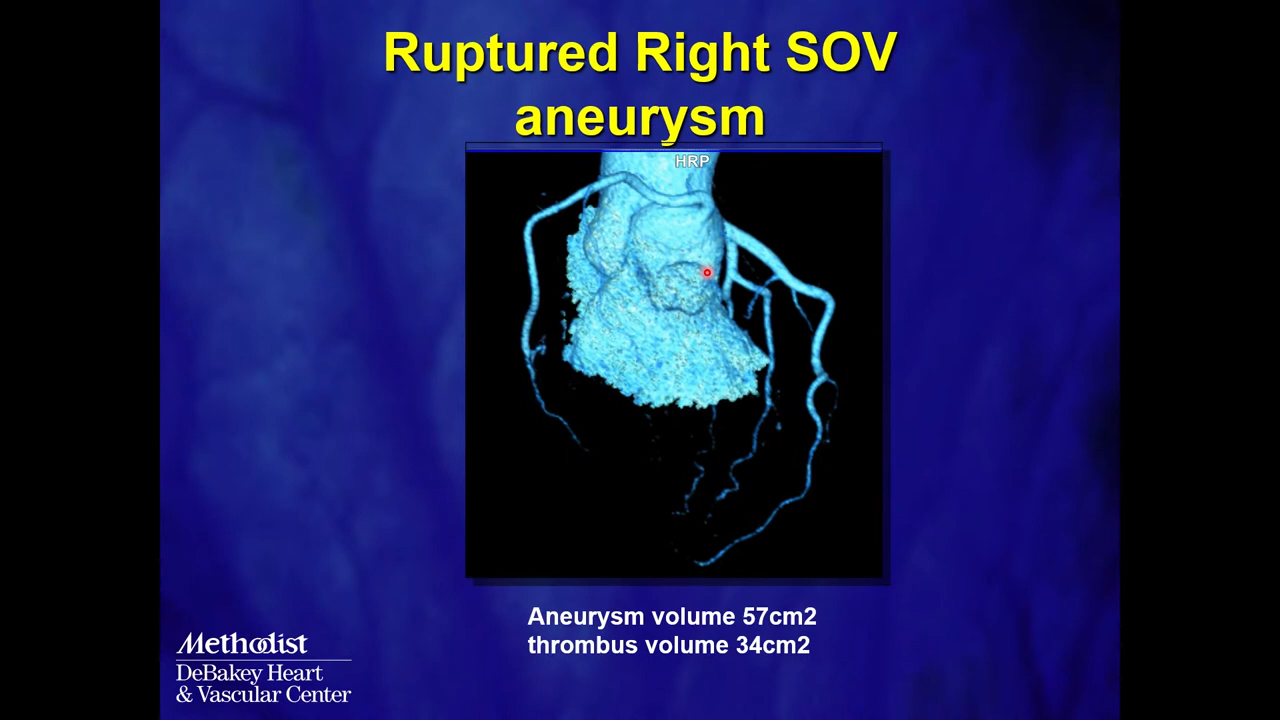 Ruptured Right SOV
aneurysm
HRP
Aneurysm volume 57cm2
thrombus volume 34cm2
Methodist
DeBakey Heart
& Vascular Center